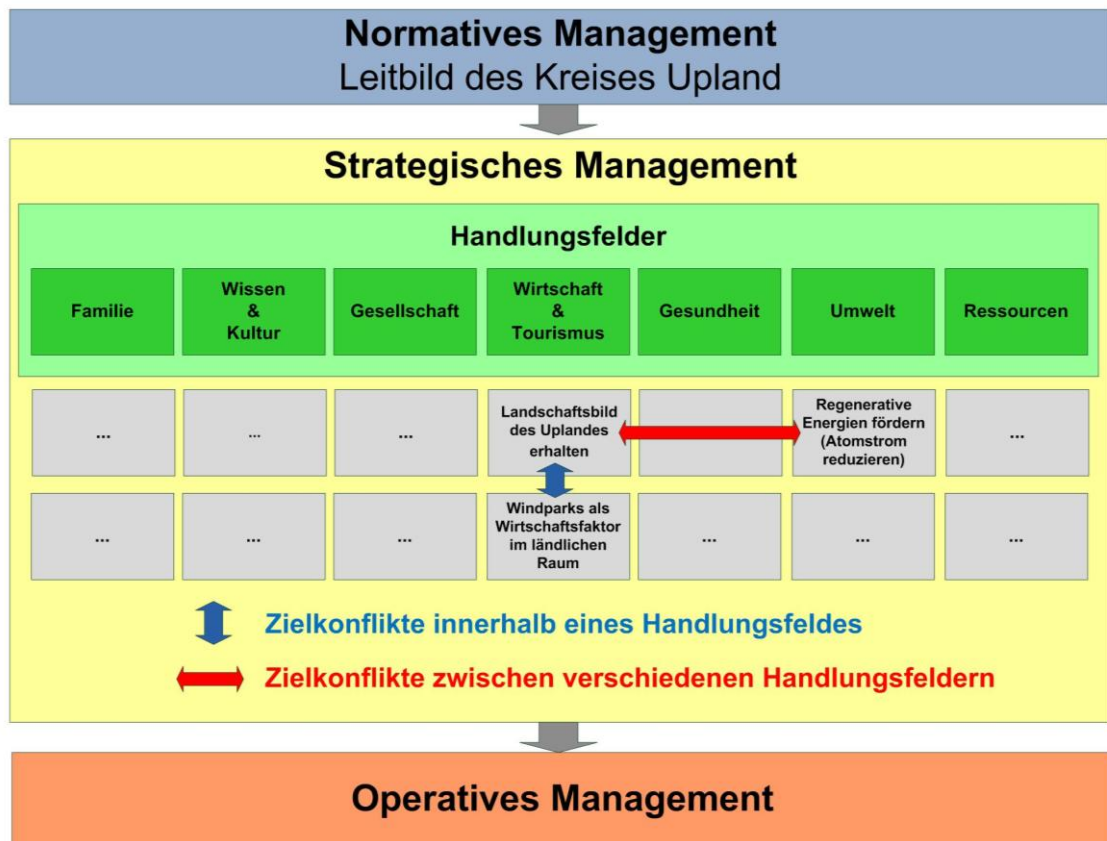 Normatives Management
Leitbild des Kreises Upland
Strategisches Management
Handlungsfelder
Familie
Wissen
&
Kultur
Gesellschaft
Wirtschaft
&
Tourismus
Gesundheit
Umwelt
Ressourcen
...
...
...
Landschaftsbild
des Uplandes
erhalten
Regenerative
Energien fördern
(Atomstrom
reduzieren)
...
...
...
...
Windparks als
Wirtschaftsfaktor
im ländlichen
Raum
...
...
...
Zielkonflikte innerhalb eines Handlungsfeldes
Zielkonflikte zwischen verschiedenen Handlungsfeldern
Operatives Management